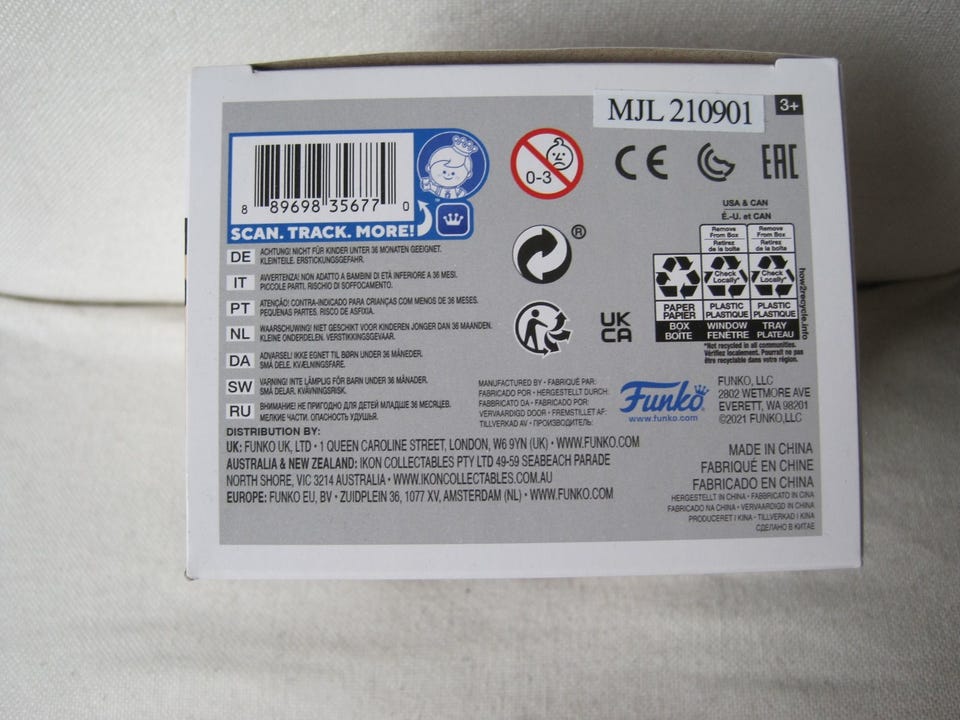 MJL 210901
3+
8 89698 35677 0
SCAN. TRACK. MORE!
0-3
CE
EAC
USA & CAN
É.-U. et CAN
Remove From Box
Retirez de la boîte
Remove From Box
Retirez de la boîte
Check Locally*
Check Locally*
PAPER
PAPIER
BOX
BOÎTE
PLASTIC
PLASTIQUE
WINDOW
FENÊTRE
PLASTIC
PLASTIQUE
TRAY
PLATEAU
how2recycle.info
*Not recycled in all communities.
Vérifiez localement. Pourrait ne pas
être recyclable dans votre région.
®
UK
CA
DE ACHTUNG! NICHT FÜR KINDER UNTER 36 MONATEN GEEIGNET.
KLEINTEILE. ERSTICKUNGSGEFAHR.
IT AVVERTENZA! NON ADATTO A BAMBINI DI ETÀ INFERIORE A 36 MESI.
PICCOLE PARTI. RISCHIO DI SOFFOCAMENTO.
PT ATENÇÃO! CONTRA-INDICADO PARA CRIANÇAS COM MENOS DE 36 MESES.
PEQUENAS PARTES. RISCO DE ASFIXIA.
NL WAARSCHUWING! NIET GESCHIKT VOOR KINDEREN JONGER DAN 36 MAANDEN.
KLEINE ONDERDELEN. VERSTIKKINGSGEVAAR.
DA ADVARSEL! IKKE EGNET TIL BØRN UNDER 36 MÅNEDER.
SMÅ DELE. KVÆLNINGSFARE.
SW VARNING! INTE LÄMPLIG FÖR BARN UNDER 36 MÅNADER.
SMÅ DELAR. KVÄVNINGSRISK.
RU ВНИМАНИЕ! НЕ ПРИГОДНО ДЛЯ ДЕТЕЙ МЛАДШЕ 36 МЕСЯЦЕВ.
МЕЛКИЕ ЧАСТИ. ОПАСНОСТЬ УДУШЬЯ.
MANUFACTURED BY • FABRIQUÉ PAR:
FABRICADO POR • HERGESTELLT DURCH:
FABBRICATO DA • FABRICADO POR:
VERVAARDIGD DOOR • FREMSTILLET AF:
TILLVERKAD AV • ПРОИЗВОДИТЕЛЬ:
Funko
www.funko.com
FUNKO, LLC
2802 WETMORE AVE
EVERETT, WA 98201
©2021 FUNKO,LLC
DISTRIBUTION BY:
UK: FUNKO UK, LTD • 1 QUEEN CAROLINE STREET, LONDON, W6 9YN (UK) • WWW.FUNKO.COM
AUSTRALIA & NEW ZEALAND: IKON COLLECTABLES PTY LTD 49-59 SEABEACH PARADE
NORTH SHORE, VIC 3214 AUSTRALIA • WWW.IKONCOLLECTABLES.COM.AU
EUROPE: FUNKO EU, BV • ZUIDPLEIN 36, 1077 XV, AMSTERDAM (NL) • WWW.FUNKO.COM
MADE IN CHINA
FABRIQUÉ EN CHINE
FABRICADO EN CHINA
HERGESTELLT IN CHINA • FABBRICATO IN CINA
FABRICADO NA CHINA • VERVAARDIGD IN CHINA
PRODUCERET I KINA • TILLVERKAD I KINA
СДЕЛАНО В КИТАЕ